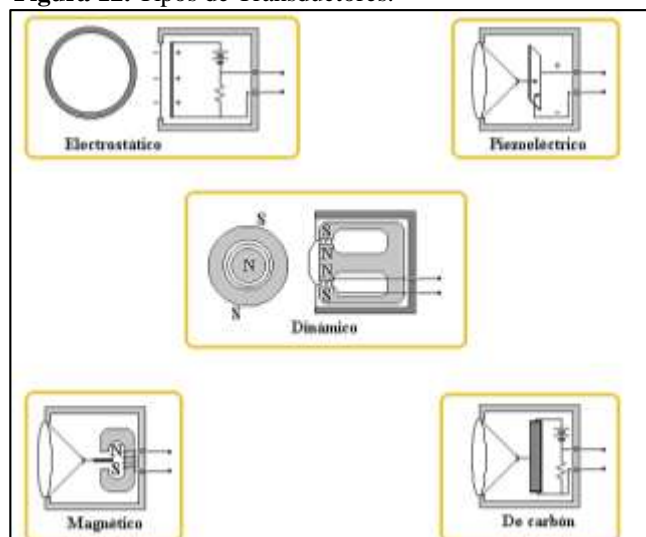 Figura 12. Tipos de Transductores.
Electrostático
Piezoeléctrico
S
N
S
S
N
N
S
Dinámico
N
S
Magnético
De carbón